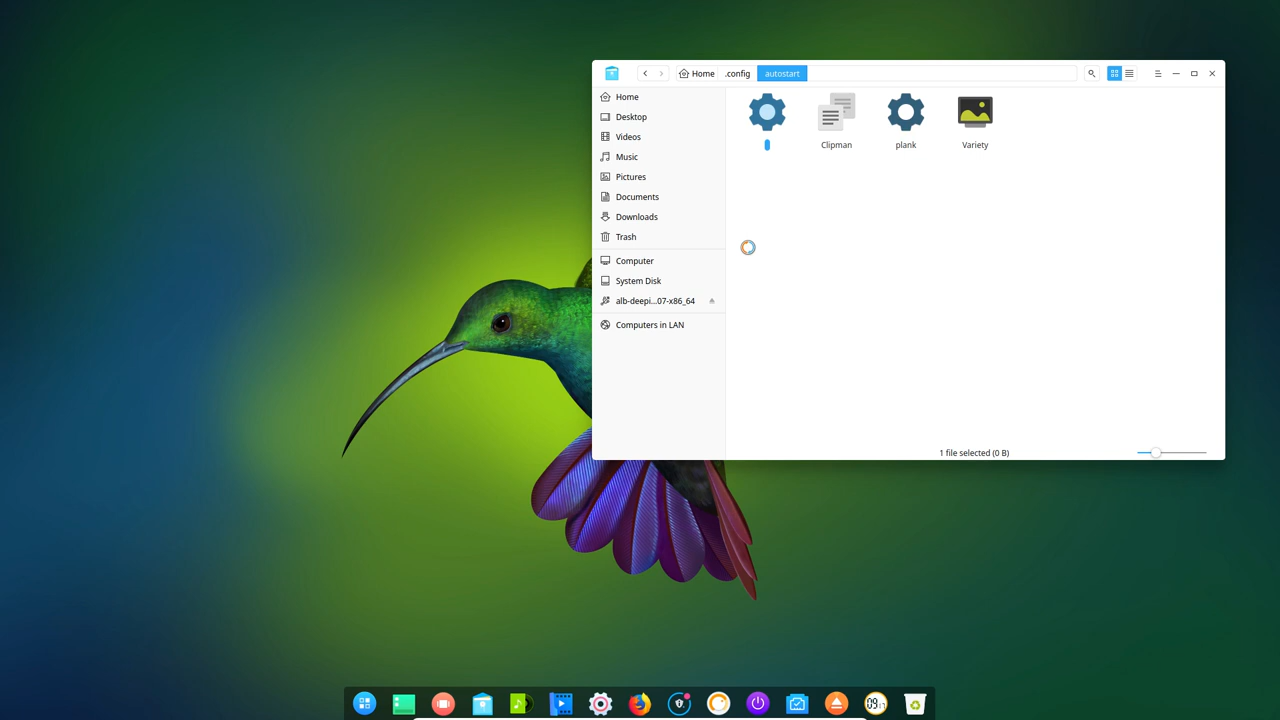 Home .config autostart
Home
Desktop
Videos
Music
Pictures
Documents
Downloads
Trash
Computer
System Disk
alb-deepi...07-x86_64
Computers in LAN
Clipman plank Variety
1 file selected (0 B)